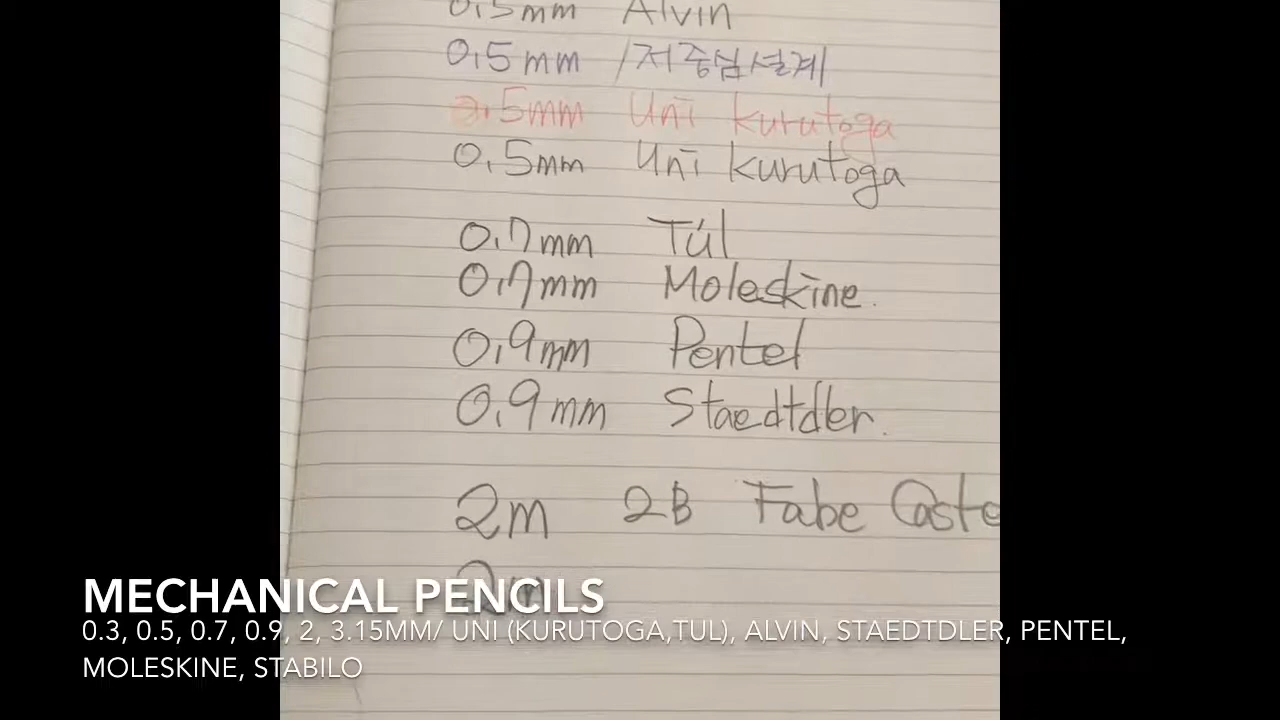 0.5mm Alvin
0.5mm /저중심설계
0.5mm Uni kurutoga
0.5mm Uni kurutoga
0.7mm Túl
0.7mm Moleskine.
0.9mm Pentel
0.9mm Staedtdler.
2m 2B Fabe Caste
2m
MECHANICAL PENCILS
0.3, 0.5, 0.7, 0.9, 2, 3.15MM/ UNI (KURUTOGA,TUL), ALVIN, STAEDTDLER, PENTEL,
MOLESKINE, STABILO